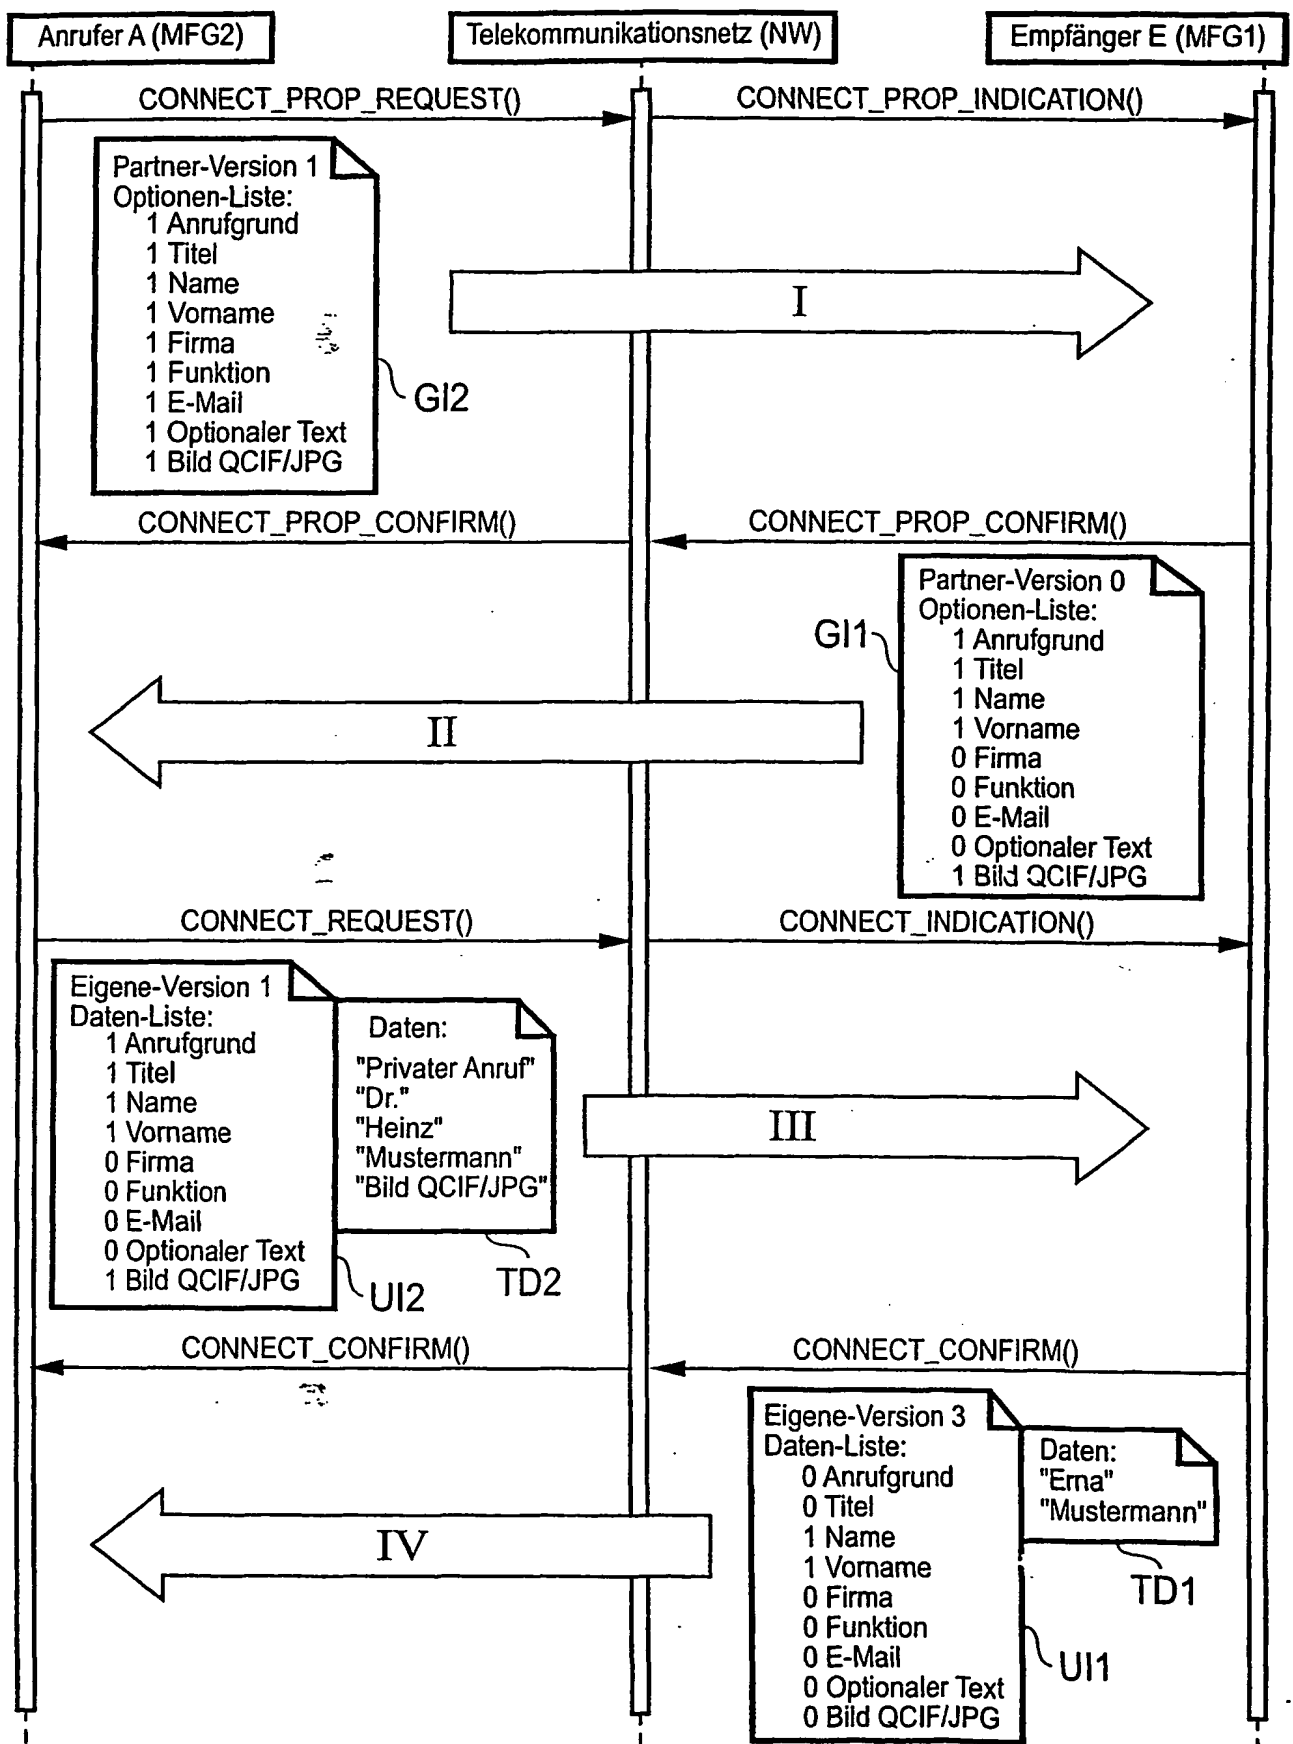 Anrufer A (MFG2)
Telekommunikationsnetz (NW)
Empfänger E (MFG1)
CONNECT_PROP_REQUEST()
CONNECT_PROP_INDICATION()
Partner-Version 1
Optionen-Liste:
1 Anrufgrund
1 Titel
1 Name
1 Vorname
1 Firma
1 Funktion
1 E-Mail
1 Optionaler Text
1 Bild QCIF/JPG
GI2
I
CONNECT_PROP_CONFIRM()
CONNECT_PROP_CONFIRM()
Partner-Version 0
Optionen-Liste:
1 Anrufgrund
1 Titel
1 Name
1 Vorname
0 Firma
0 Funktion
0 E-Mail
0 Optionaler Text
1 Bild QCIF/JPG
GI1
II
CONNECT_REQUEST()
CONNECT_INDICATION()
Eigene-Version 1
Daten-Liste:
1 Anrufgrund
1 Titel
1 Name
1 Vorname
0 Firma
0 Funktion
0 E-Mail
0 Optionaler Text
1 Bild QCIF/JPG
UI2
Daten:
"Privater Anruf"
"Dr."
"Heinz"
"Mustermann"
"Bild QCIF/JPG"
TD2
III
CONNECT_CONFIRM()
CONNECT_CONFIRM()
Eigene-Version 3
Daten-Liste:
0 Anrufgrund
0 Titel
1 Name
1 Vorname
0 Firma
0 Funktion
0 E-Mail
0 Optionaler Text
0 Bild QCIF/JPG
UI1
Daten:
"Erna"
"Mustermann"
TD1
IV